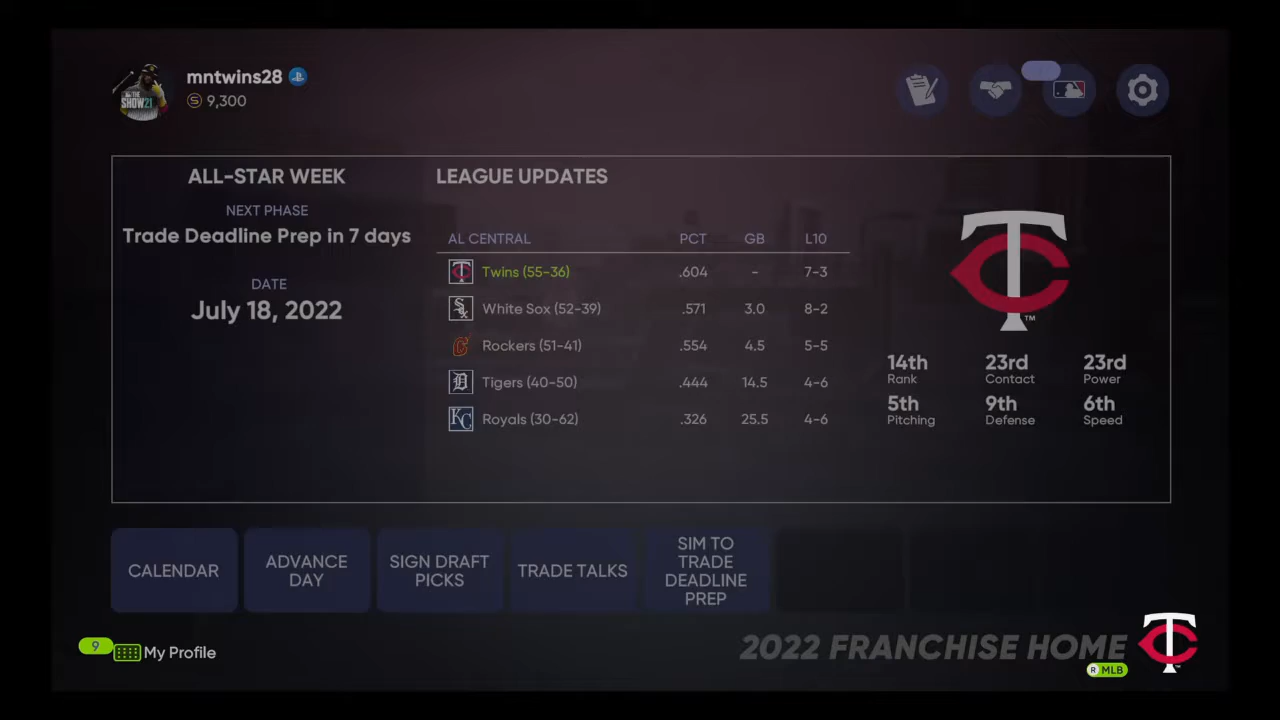 mntwins28
9,300
THE SHOW21
ALL-STAR WEEK
NEXT PHASE
Trade Deadline Prep in 7 days
DATE
July 18, 2022
LEAGUE UPDATES
AL CENTRAL PCT GB L10
Twins (55-36) .604 - 7-3
White Sox (52-39) .571 3.0 8-2
Rockers (51-41) .554 4.5 5-5
Tigers (40-50) .444 14.5 4-6
Royals (30-62) .326 25.5 4-6
TC
TM
14th 23rd 23rd
Rank Contact Power
5th 9th 6th
Pitching Defense Speed
CALENDAR
ADVANCE
DAY
SIGN DRAFT
PICKS
TRADE TALKS
SIM TO
TRADE
DEADLINE
PREP
9 My Profile
2022 FRANCHISE HOME
R MLB
TC